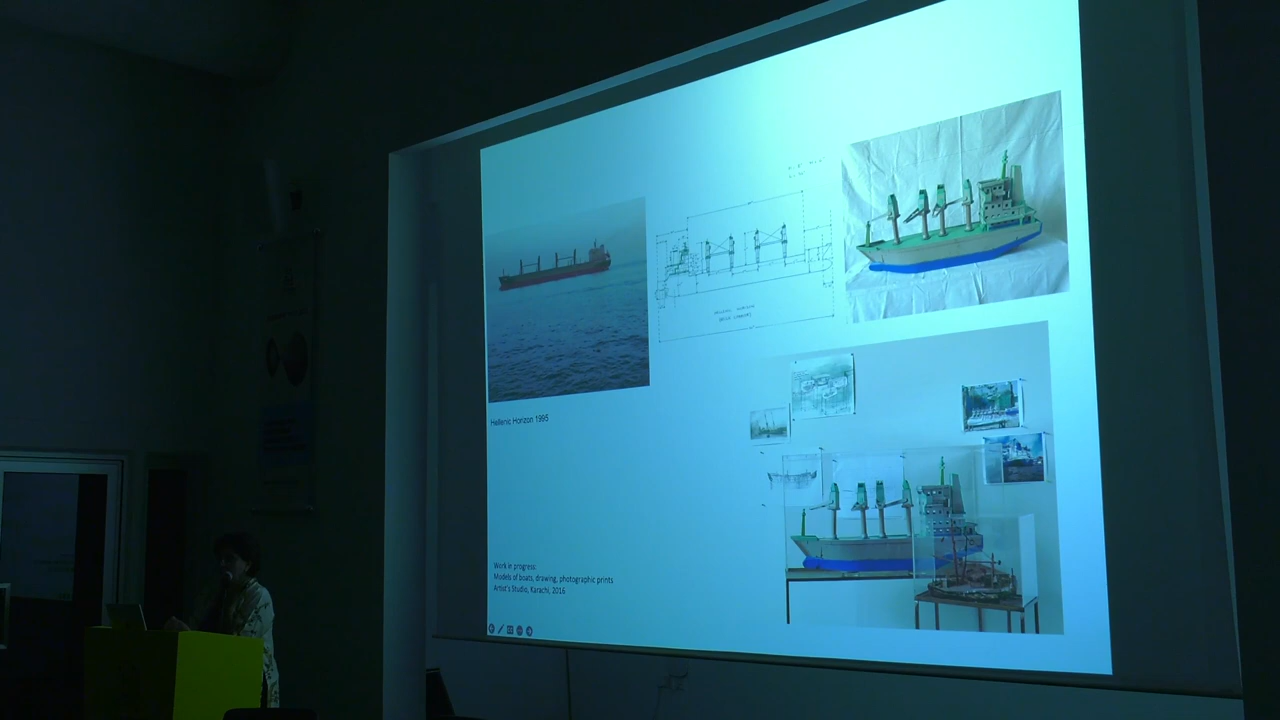 Hellenic Horizon 1995
Work in progress:
Models of boats, drawing, photographic prints
Artist's Studio, Karachi, 2016